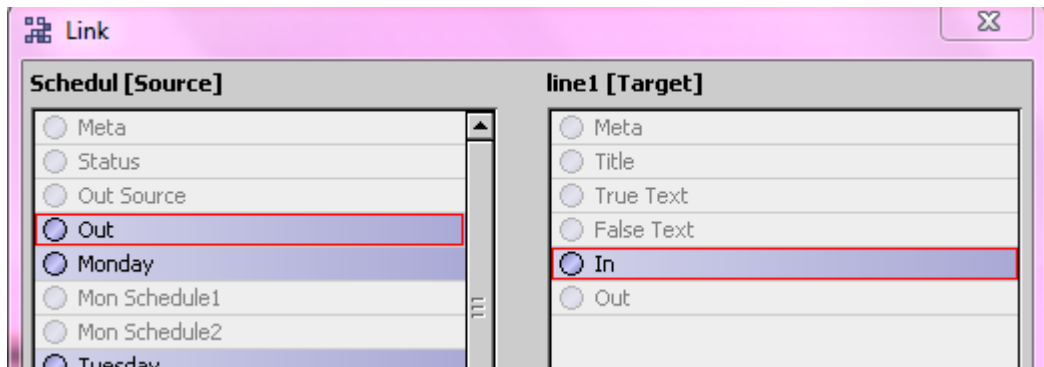 Link
Schedul [Source]
Meta
Status
Out Source
Out
Monday
Mon Schedule1
Mon Schedule2
Tuesday
line1 [Target]
Meta
Title
True Text
False Text
In
Out